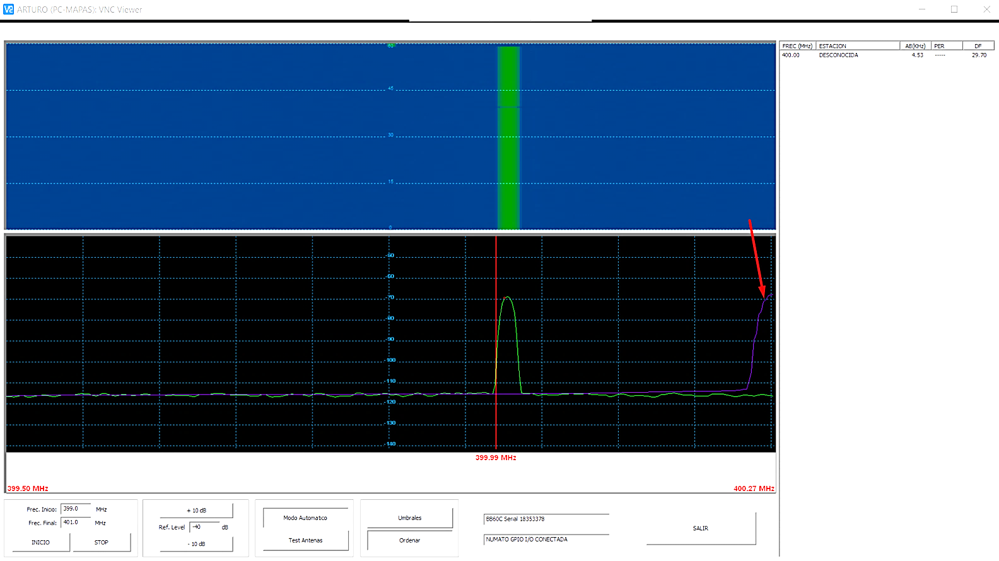 ARTURO (PC-MAPAS): VNC Viewer
60
45
30
15
0
FREC (MHz) ESTACION AB(KHz) PER DF
400.00 DESCONOCIDA 4.53 ----- 29.70
-50
-60
-70
-80
-90
-100
-110
-120
-130
-140
399.99 MHz
399.50 MHz 400.27 MHz
Frec. Inicio: 399.0 MHz
Frec. Final: 401.0 MHz
INICIO STOP
+ 10 dB
Ref. Level -40 dB
- 10 dB
Modo Automatico
Test Antenas
Umbrales
Ordenar
BB60C Serial 18353378
NUMATO GPIO I/O CONECTADA
SALIR